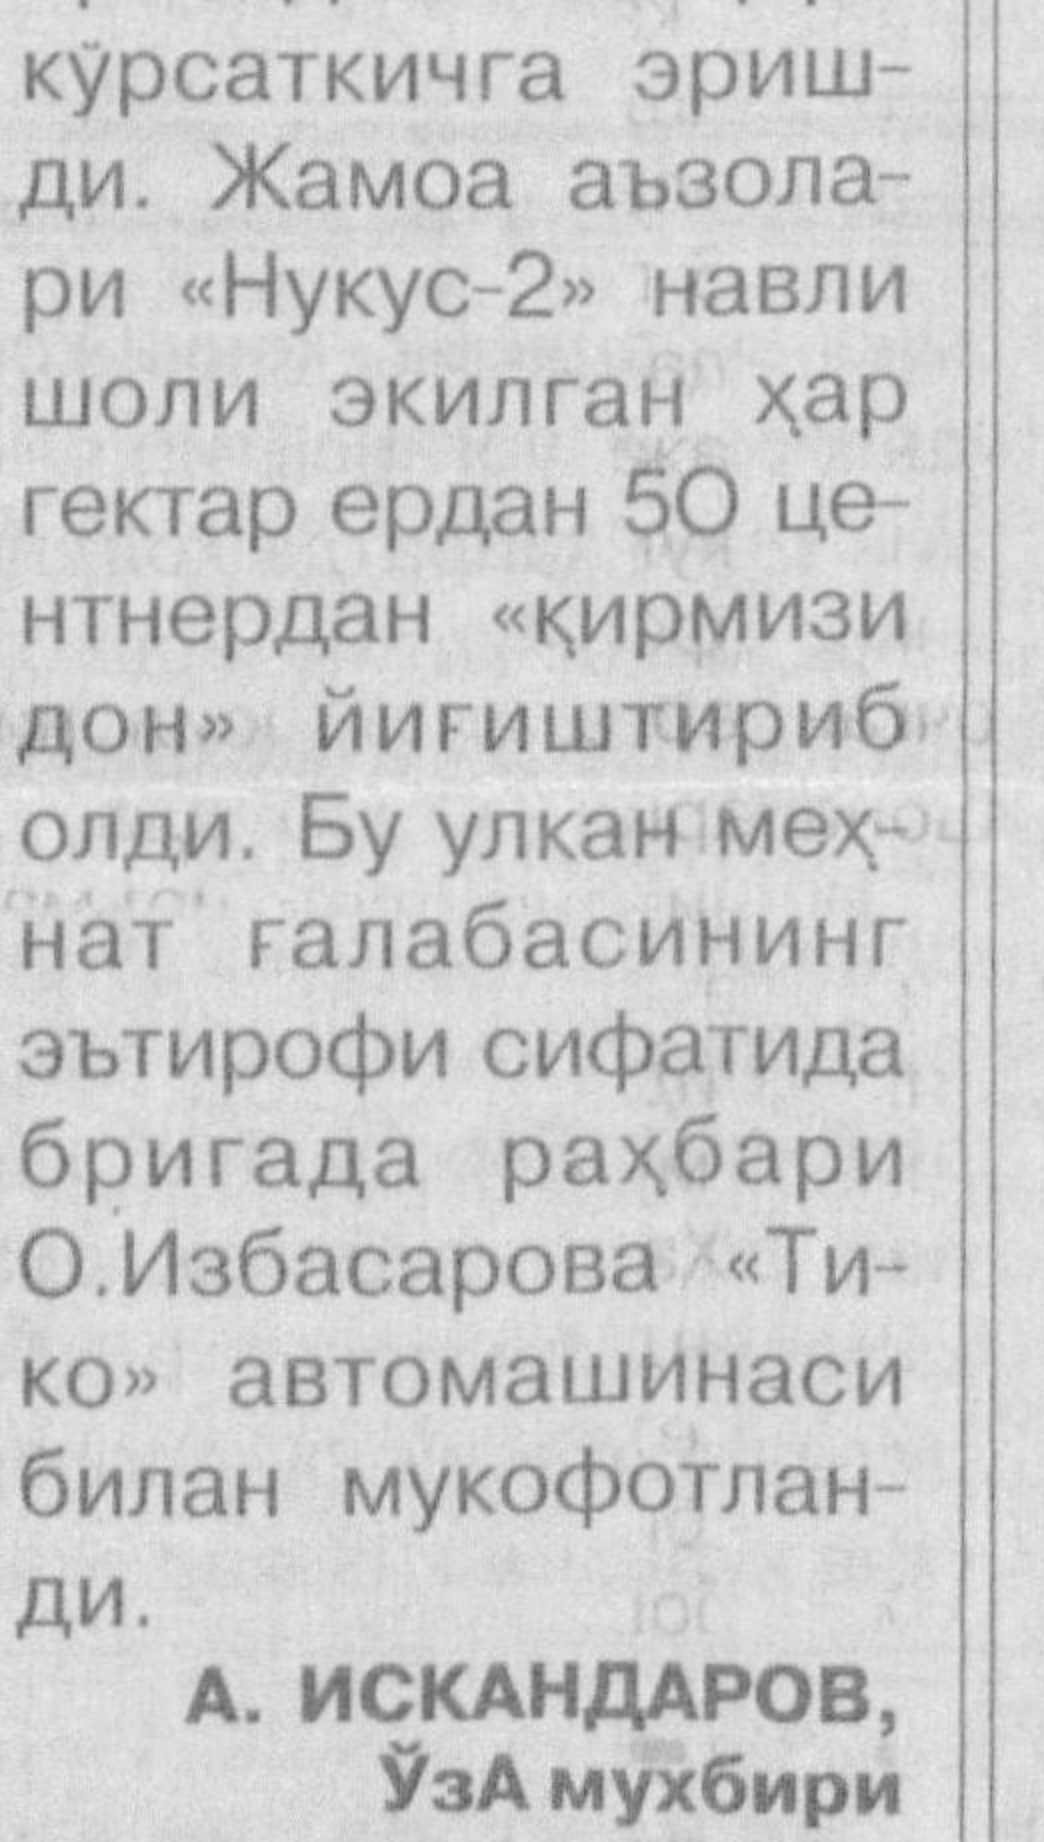 кўрсаткичга эриш-
ди. Жамоа аъзола-
ри «Нукус-2» навли
шоли экилган ҳар
гектар ердан 50 це-
нтнердан «қирмизи
дон» йиғиштириб
олди. Бу улкан меҳ-
нат ғалабасининг
эътирофи сифатида
бригада раҳбари
О.Избасарова «Ти-
ко» автомашинаси
билан мукофотлан-
ди.
А. ИСКАНДАРОВ,
ЎзА мухбири